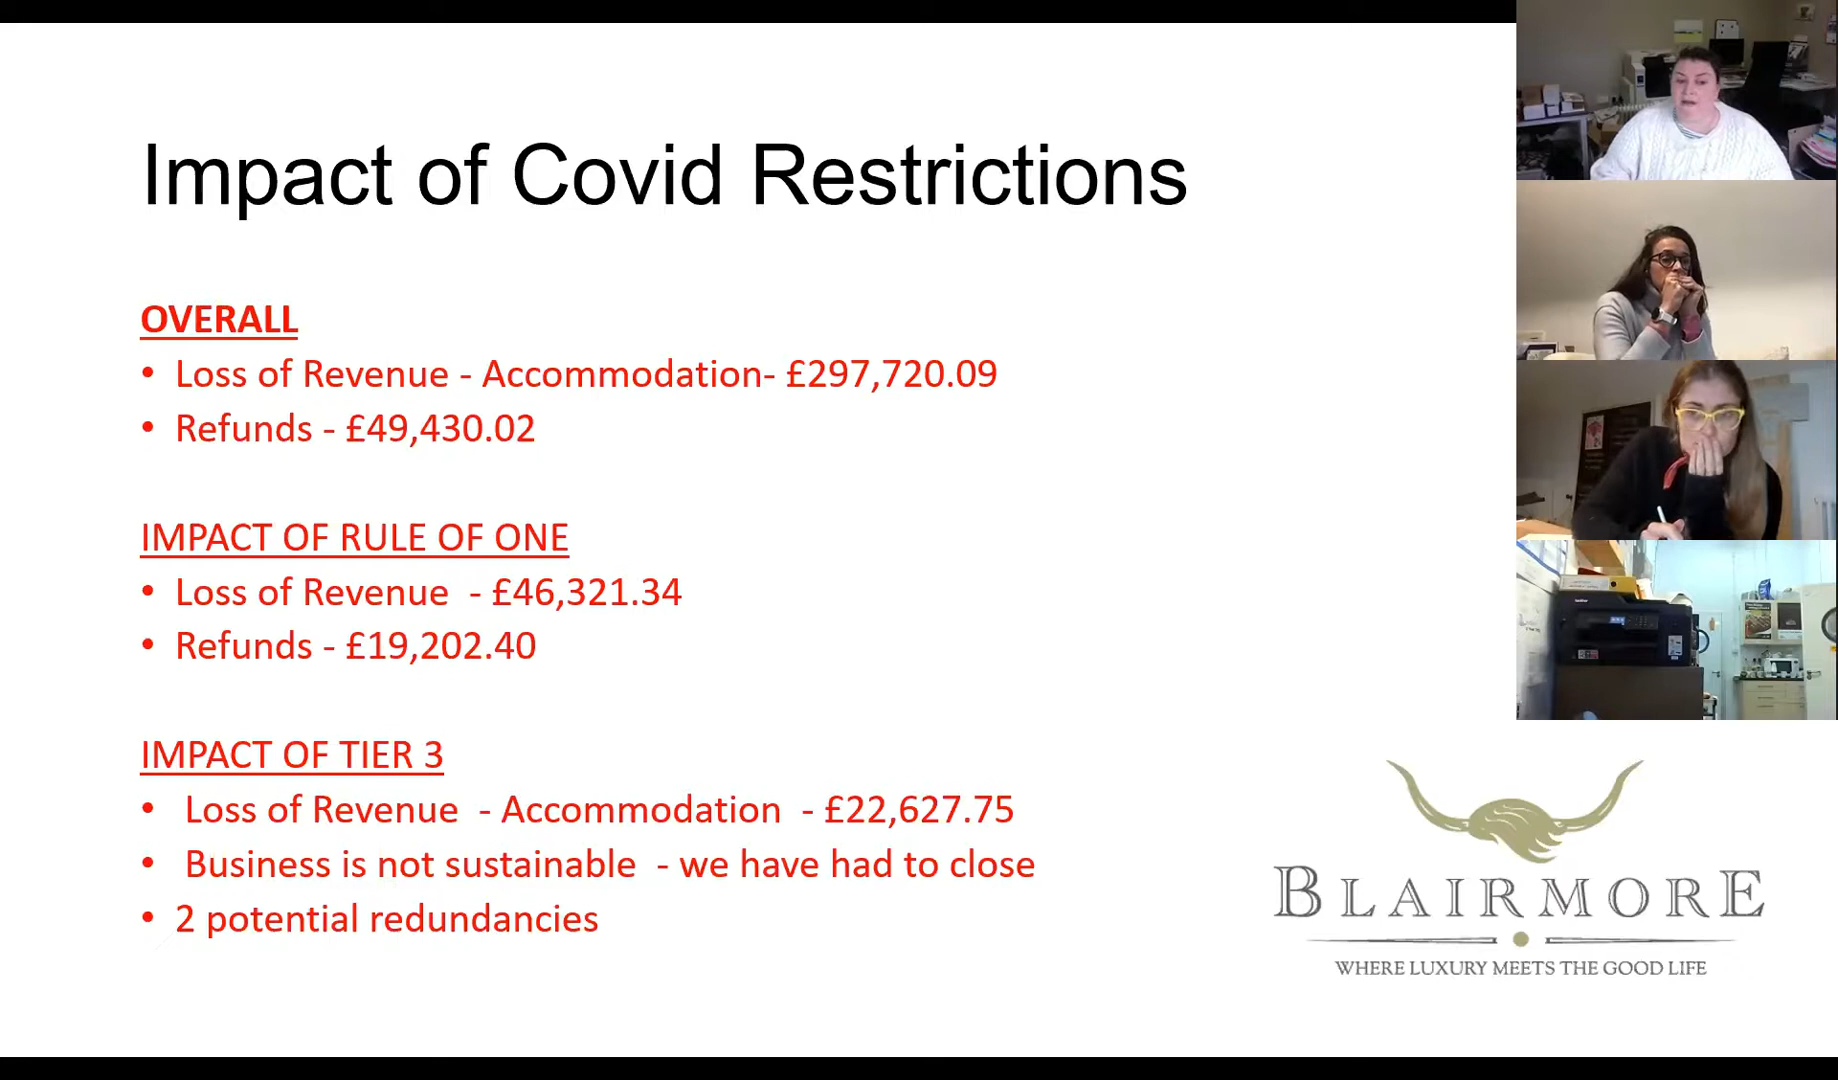 Impact of Covid Restrictions
OVERALL
• Loss of Revenue - Accommodation- £297,720.09
• Refunds - £49,430.02
IMPACT OF RULE OF ONE
• Loss of Revenue - £46,321.34
• Refunds - £19,202.40
IMPACT OF TIER 3
• Loss of Revenue - Accommodation - £22,627.75
• Business is not sustainable - we have had to close
• 2 potential redundancies
BLAIRMORE
WHERE LUXURY MEETS THE GOOD LIFE
brother